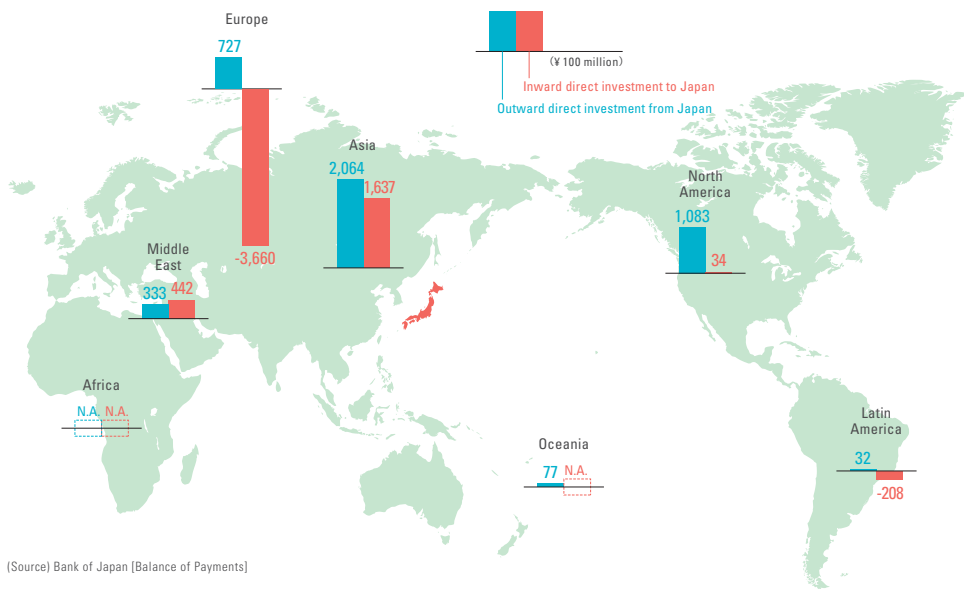 Europe
727
-3,660
(¥ 100 million)
Inward direct investment to Japan
Outward direct investment from Japan
Asia
2,064
1,637
North
America
1,083
34
Middle
East
333
442
Africa
N.A.
N.A.
Oceania
77
N.A.
Latin
America
32
-208
(Source) Bank of Japan [Balance of Payments]